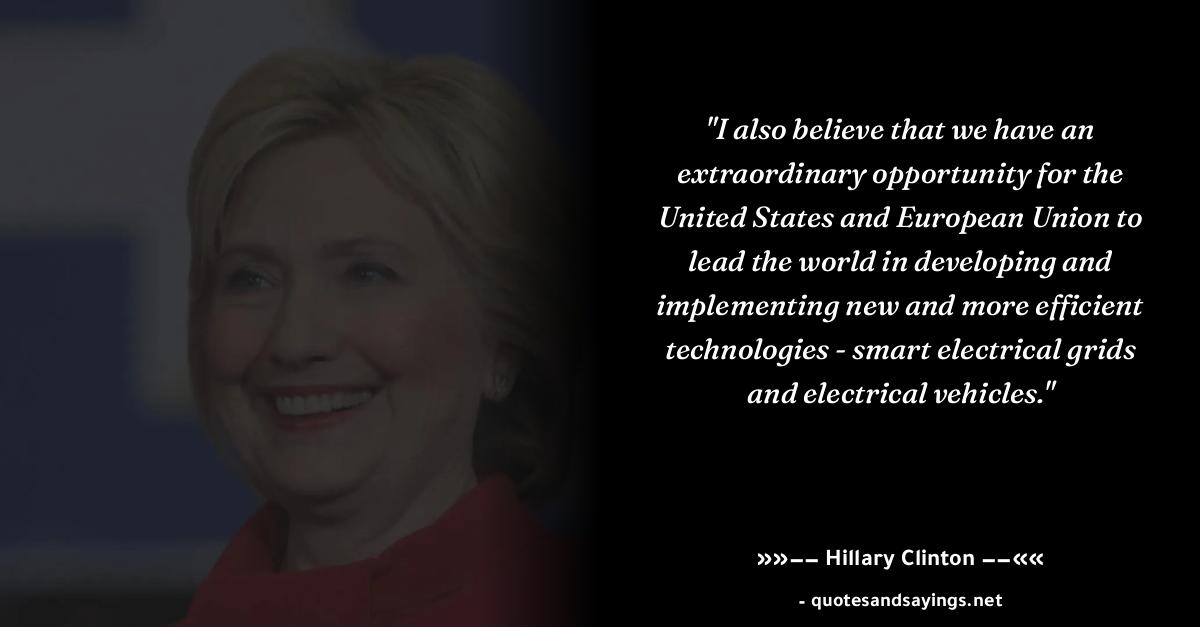 "I also believe that we have an
extraordinary opportunity for the
United States and European Union to
lead the world in developing and
implementing new and more efficient
technologies - smart electrical grids
and electrical vehicles."
»»−− Hillary Clinton −−««
- quotesandsayings.net